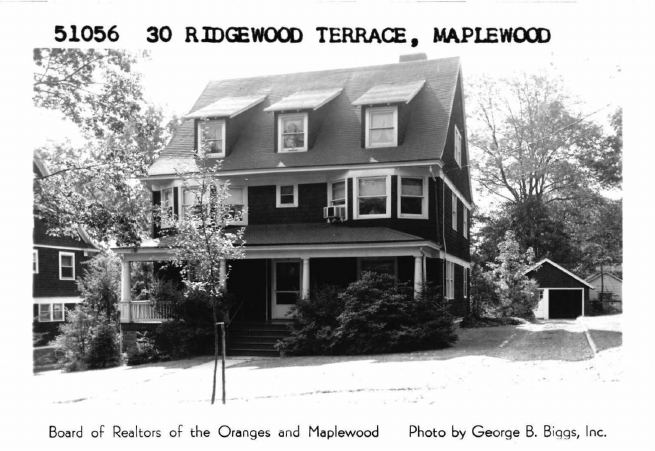 51056 30 RIDGEWOOD TERRACE, MAPLEWOOD
Board of Realtors of the Oranges and Maplewood Photo by George B. Biggs, Inc.